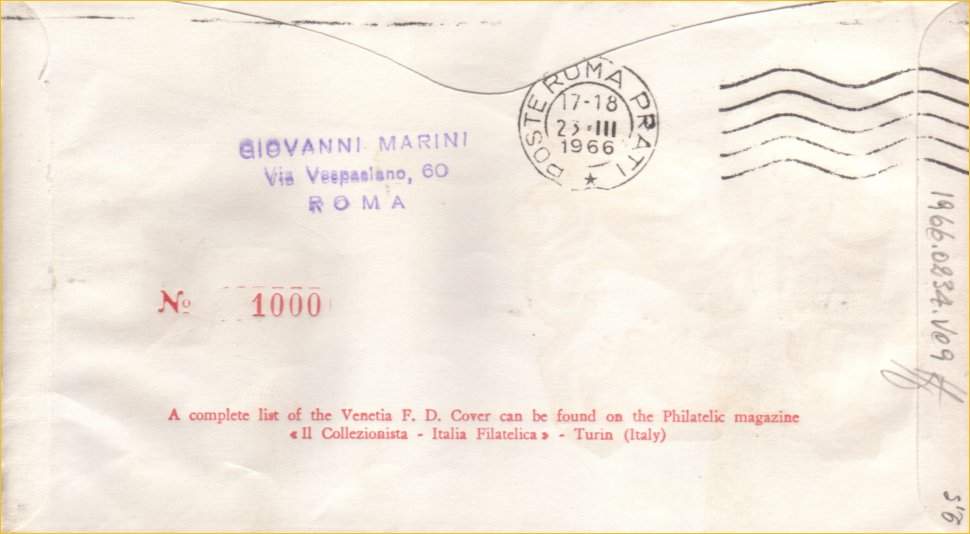 POSTE ROMA PRATI
17-18
23·III
1966
★
GIOVANNI MARINI
Via Vespasiano, 60
ROMA
Nº 1000
A complete list of the Venetia F. D. Cover can be found on the Philatelic magazine
« Il Collezionista - Italia Filatelica » - Turin (Italy)
1966.0234.V09